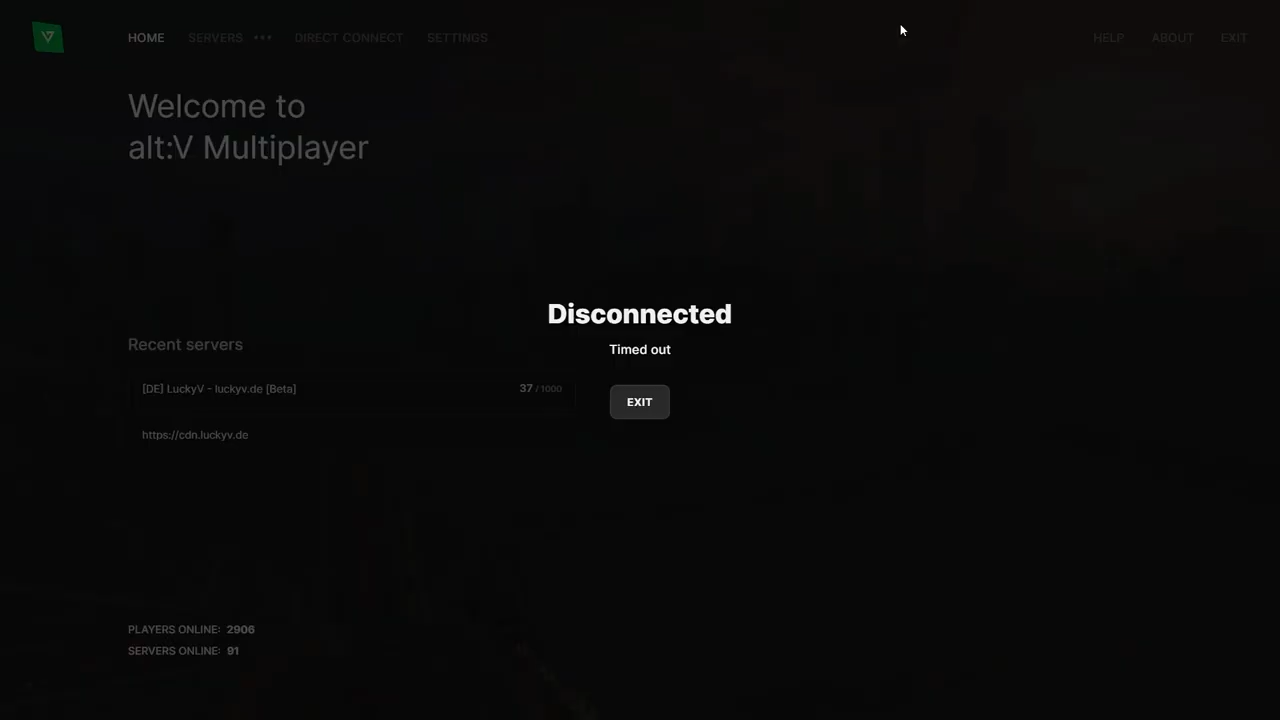 HOME SERVERS ••• DIRECT CONNECT SETTINGS HELP ABOUT EXIT
Welcome to
alt:V Multiplayer
Disconnected
Timed out
EXIT
Recent servers
[DE] LuckyV - luckyv.de [Beta] 37 / 1000
https://cdn.luckyv.de
PLAYERS ONLINE: 2906
SERVERS ONLINE: 91